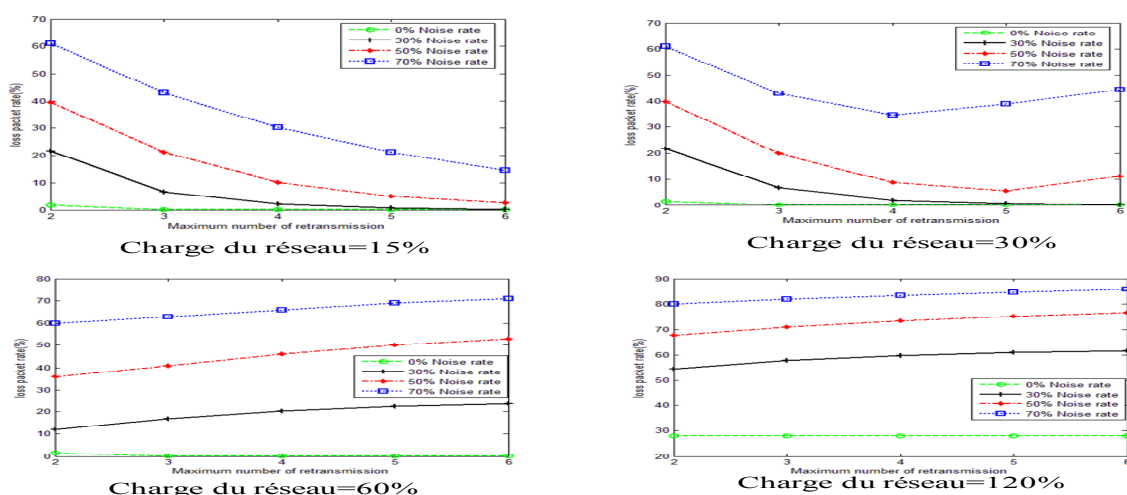 70
60
50
40
30
20
10
0
loss packet rate(%)
0% Noise rate
30% Noise rate
50% Noise rate
70% Noise rate
2 3 4 5 6
Maximum number of retransmission
Charge du réseau=15%
70
60
50
40
30
20
10
0
loss packet rate(%)
0% Noise rate
30% Noise rate
50% Noise rate
70% Noise rate
2 3 4 5 6
Maximum number of retransmission
Charge du réseau=30%
80
70
60
50
40
30
20
10
0
loss packet rate(%)
0% Noise rate
30% Noise rate
50% Noise rate
70% Noise rate
2 3 4 5 6
Maximum number of retransmission
Charge du réseau=60%
90
80
70
60
50
40
30
20
loss packet rate(%)
0% Noise rate
30% Noise rate
50% Noise rate
70% Noise rate
2 3 4 5 6
Maximum number of retransmission
Charge du réseau=120%